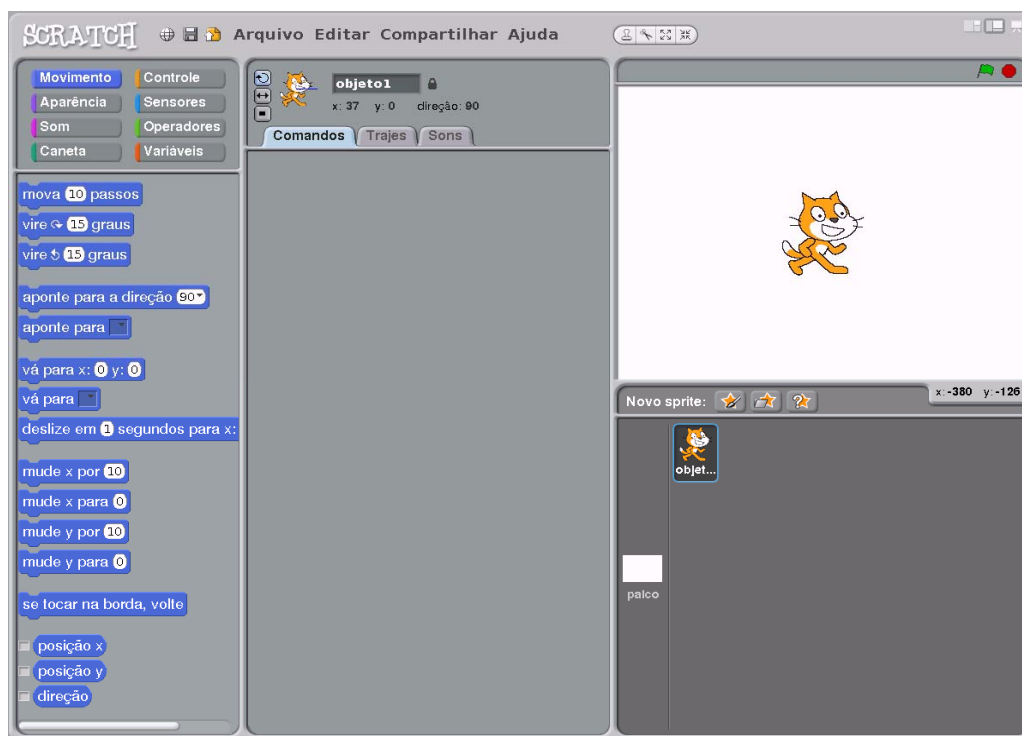 SCRATCH Arquivo Editar Compartilhar Ajuda
Movimento Controle
Aparência Sensores
Som Operadores
Caneta Variáveis
mova 10 passos
vire 15 graus
vire 15 graus
aponte para a direção 90
aponte para
vá para x: 0 y: 0
vá para
deslize em 1 segundos para x:
mude x por 10
mude x para 0
mude y por 10
mude y para 0
se tocar na borda, volte
posição x
posição y
direção
objeto1
x: 37 y: 0 direção: 90
Comandos Trajes Sons
x:-380 y:-126
Novo sprite:
objet...
palco